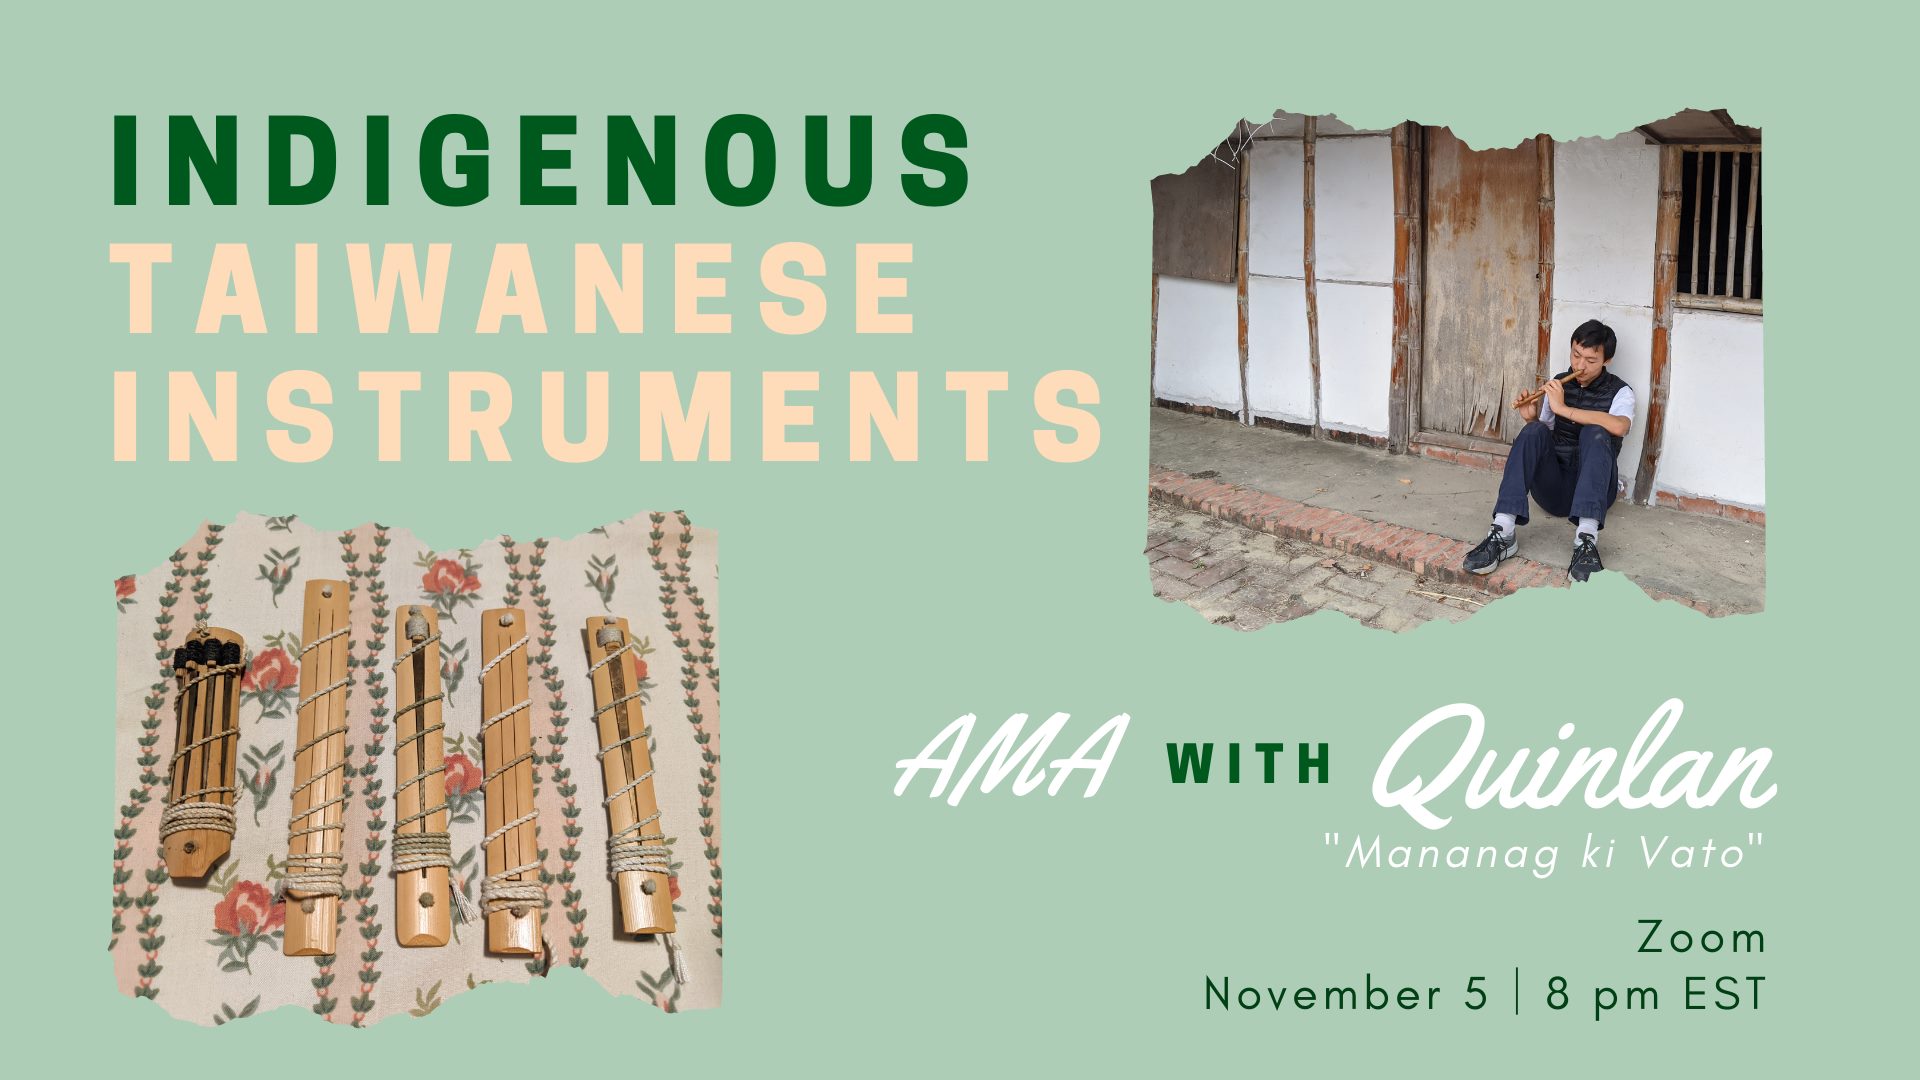 INDIGENOUS
TAIWANESE
INSTRUMENTS
AMA WITH Quinlan
"Mananag ki Vato"
Zoom
November 5 | 8 pm EST